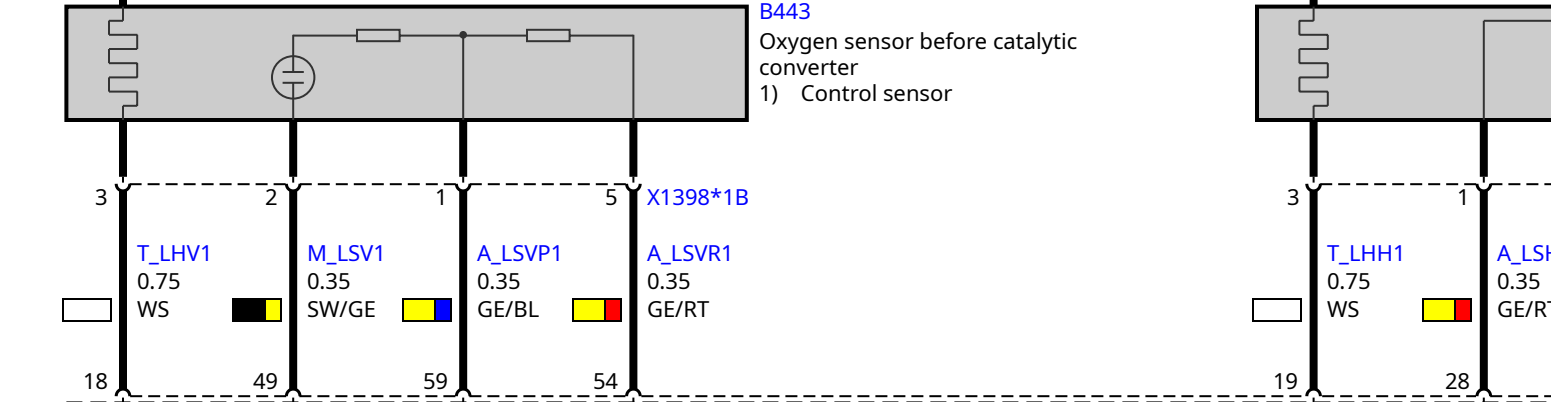 B443
Oxygen sensor before catalytic
converter
1) Control sensor
3 2 1 5 X1398*1B 3 1
T_LHV1 M_LSV1 A_LSVP1 A_LSVR1 T_LHH1
0.75 0.35 0.35 0.35 0.75 0.35
WS SW/GE GE/BL GE/RT WS
18 49 59 54 19 28